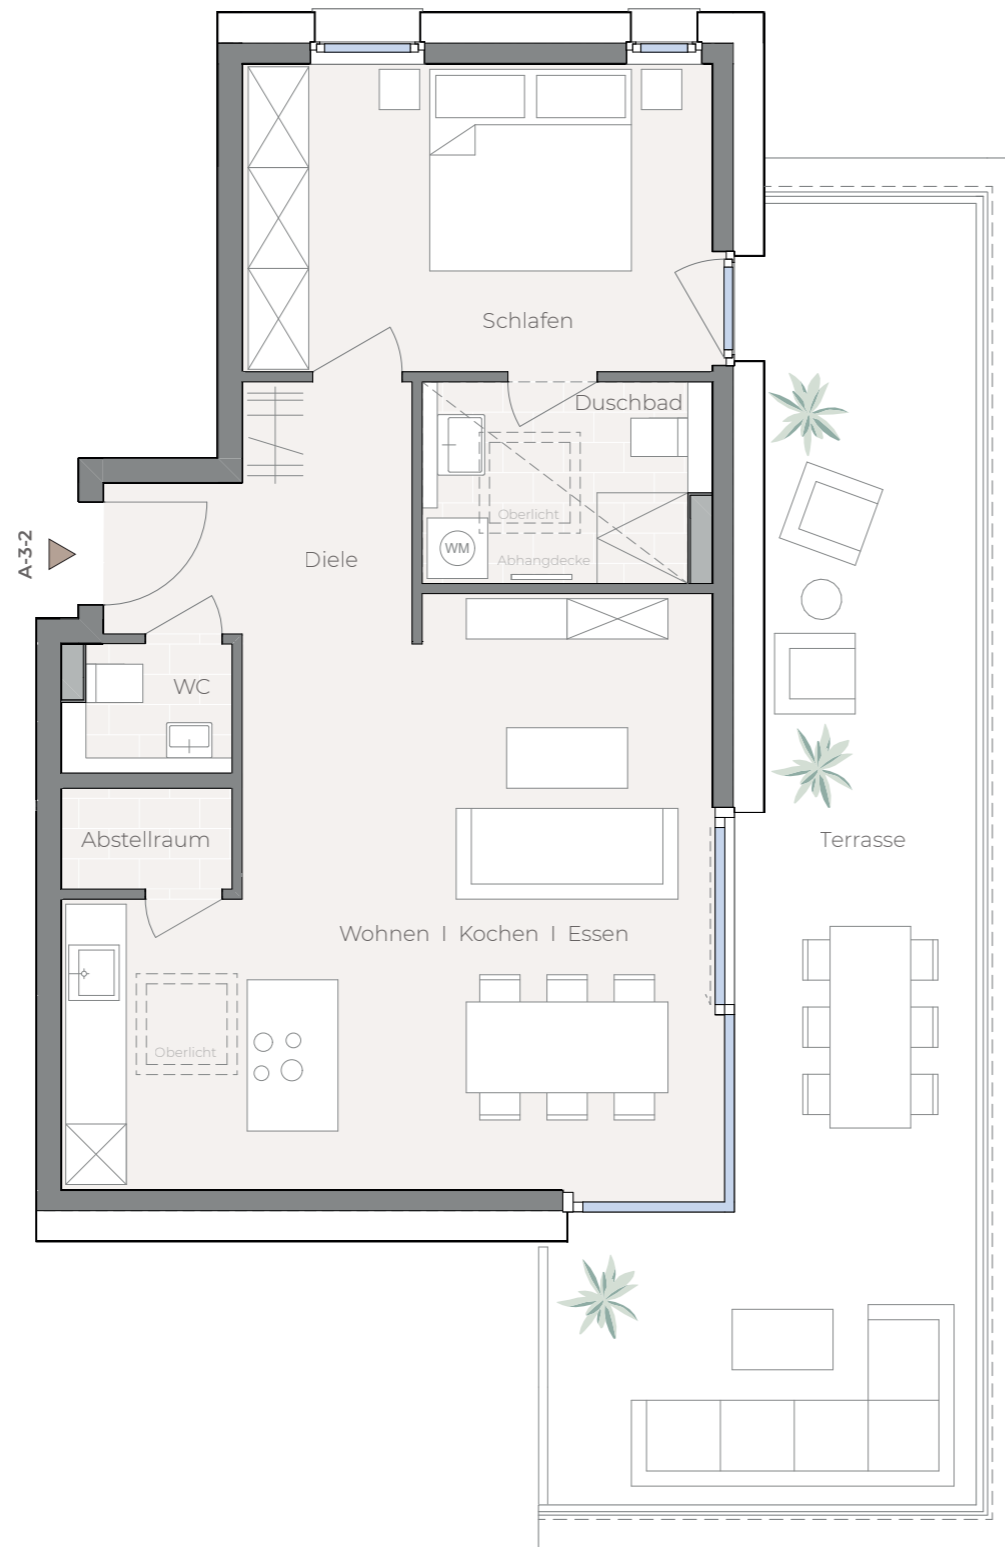 Schlafen
Duschbad
Oberlicht
A-3-2
WM
Abhangdecke
Diele
WC
Abstellraum
Terrasse
Wohnen I Kochen I Essen
Oberlicht